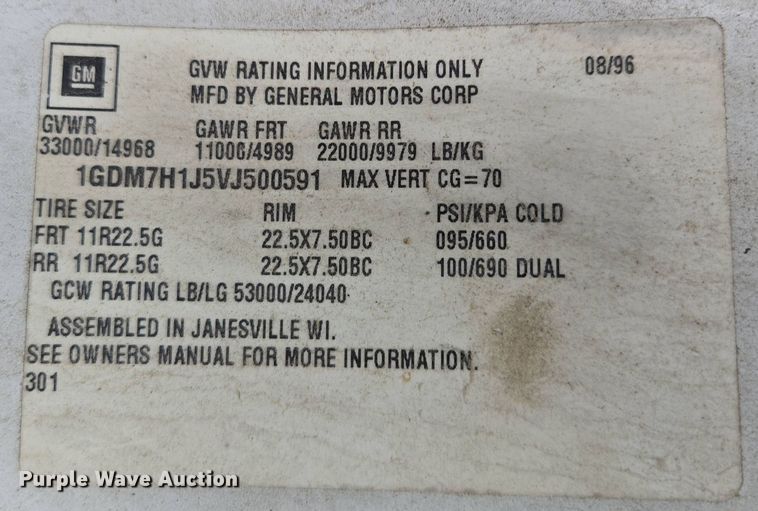 GM
GVW RATING INFORMATION ONLY 08/96
MFD BY GENERAL MOTORS CORP
GVWR GAWR FRT GAWR RR
33000/14968 11000/4989 22000/9979 LB/KG
1GDM7H1J5VJ500591 MAX VERT CG=70
TIRE SIZE RIM PSI/KPA COLD
FRT 11R22.5G 22.5X7.50BC 095/660
RR 11R22.5G 22.5X7.50BC 100/690 DUAL
GCW RATING LB/LG 53000/24040
ASSEMBLED IN JANESVILLE WI.
SEE OWNERS MANUAL FOR MORE INFORMATION.
301
Purple Wave Auction